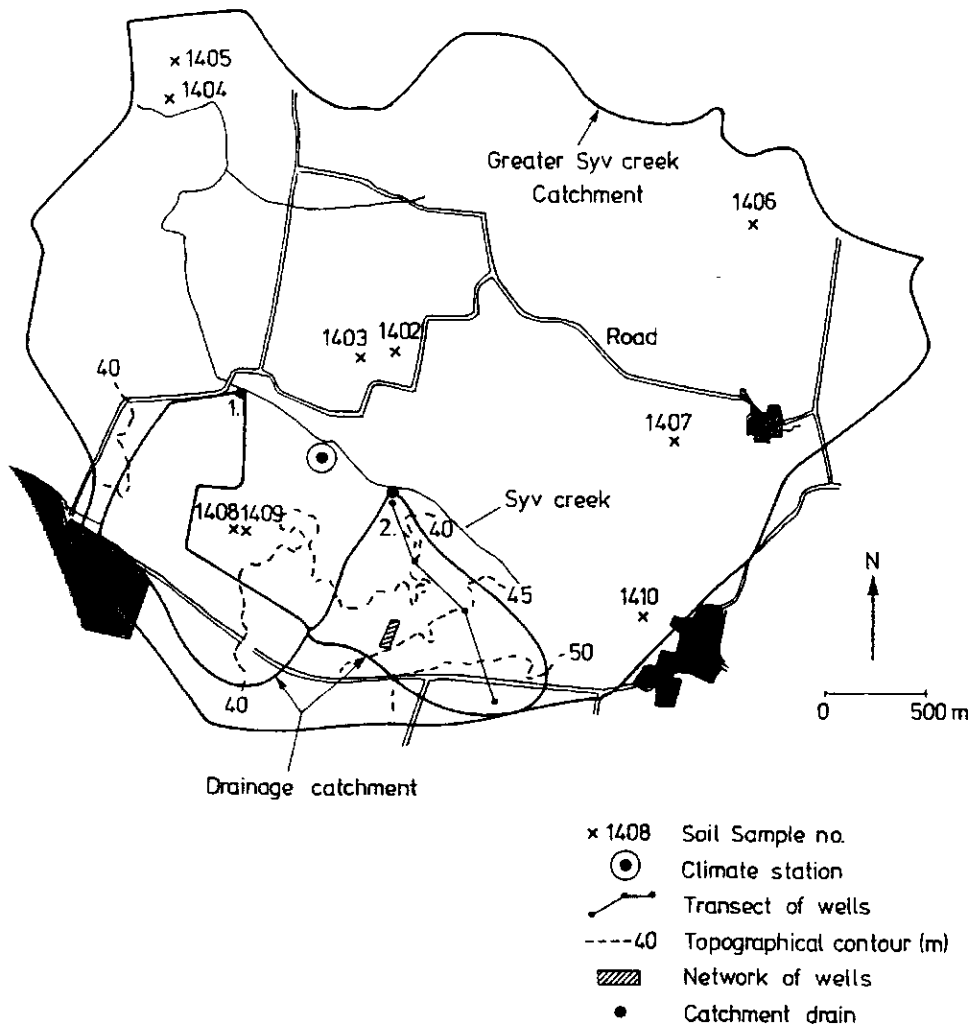 1405
1404
Greater Syv creek
Catchment
1406
1403
1402
Road
40
1.
1407
1408
1409
Syv creek
2.
40
45
N
1410
50
40
0 500 m
Drainage catchment
× 1408 Soil Sample no.
Climate station
Transect of wells
40 Topographical contour (m)
Network of wells
Catchment drain